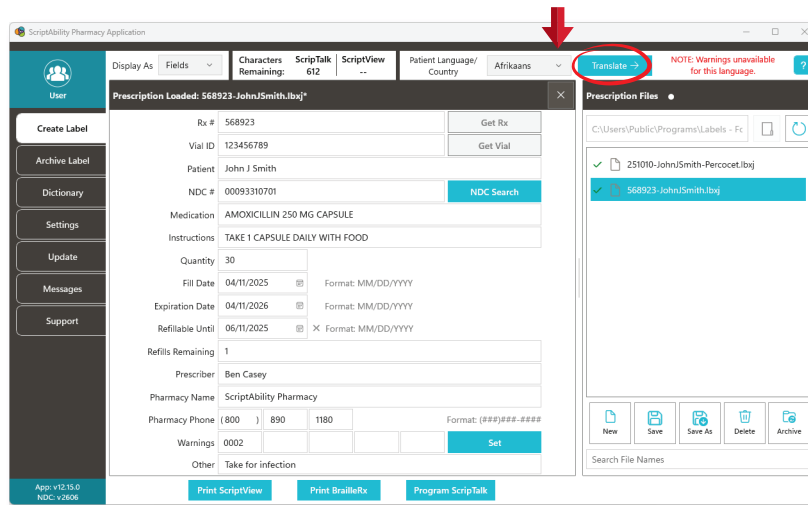 ScriptAbility Pharmacy Application
Display As Fields
Characters Remaining: ScripTalk 612 ScriptView --
Patient Language/ Country Afrikaans
Translate →
NOTE: Warnings unavailable for this language.
?
User
Prescription Loaded: 568923-JohnJSmith.lbxj*
Prescription Files
Create Label
Archive Label
Dictionary
Settings
Update
Messages
Support
Rx # 568923 Get Rx
Vial ID 123456789 Get Vial
Patient John J Smith
NDC # 00093310701 NDC Search
Medication AMOXICILLIN 250 MG CAPSULE
Instructions TAKE 1 CAPSULE DAILY WITH FOOD
Quantity 30
Fill Date 04/11/2025 Format: MM/DD/YYYY
Expiration Date 04/11/2026 Format: MM/DD/YYYY
Refillable Until 06/11/2025 Format: MM/DD/YYYY
Refills Remaining 1
Prescriber Ben Casey
Pharmacy Name ScriptAbility Pharmacy
Pharmacy Phone (800 ) 890 1180 Format: (###)###-####
Warnings 0002 Set
Other Take for infection
C:\Users\Public\Programs\Labels - Fc
251010-JohnJSmith-Percocet.lbxj
568923-JohnJSmith.lbxj
New Save Save As Delete Archive
Search File Names
App: v12.15.0
NDC: v2606
Print ScriptView Print BrailleRx Program ScripTalk